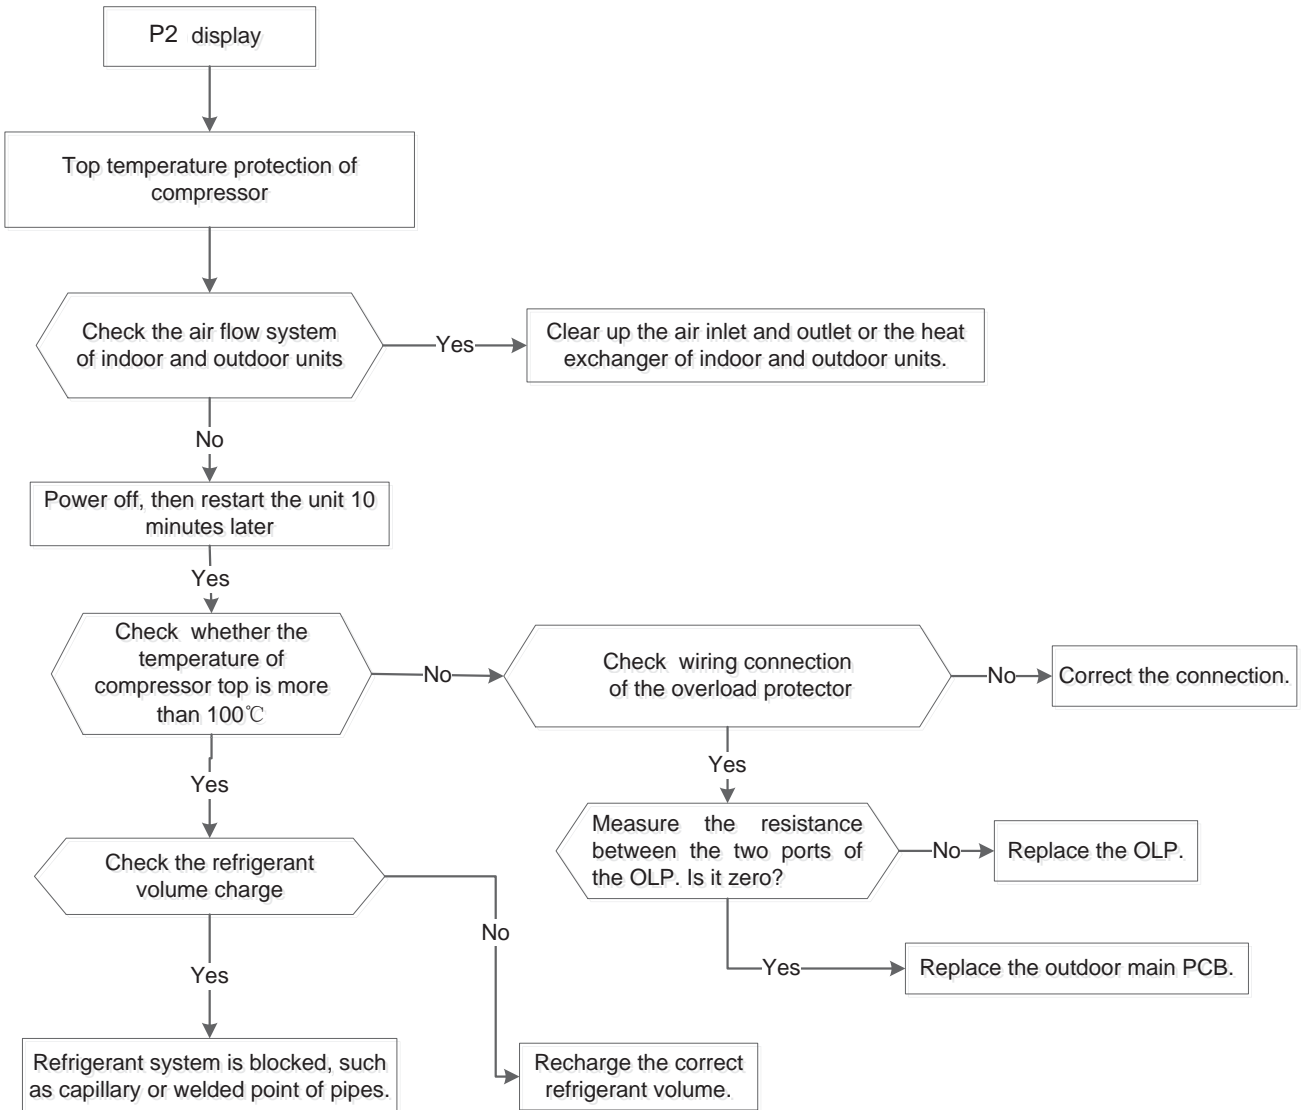 P2 display
Top temperature protection of
compressor
Check the air flow system
of indoor and outdoor units
Yes
Clear up the air inlet and outlet or the heat
exchanger of indoor and outdoor units.
No
Power off, then restart the unit 10
minutes later
Yes
Check whether the
temperature of
compressor top is more
than 100℃
No
Check wiring connection
of the overload protector
No
Correct the connection.
Yes
Yes
Measure the resistance
between the two ports of
the OLP. Is it zero?
No
Replace the OLP.
Check the refrigerant
volume charge
No
Yes
Replace the outdoor main PCB.
Yes
Refrigerant system is blocked, such
as capillary or welded point of pipes.
Recharge the correct
refrigerant volume.